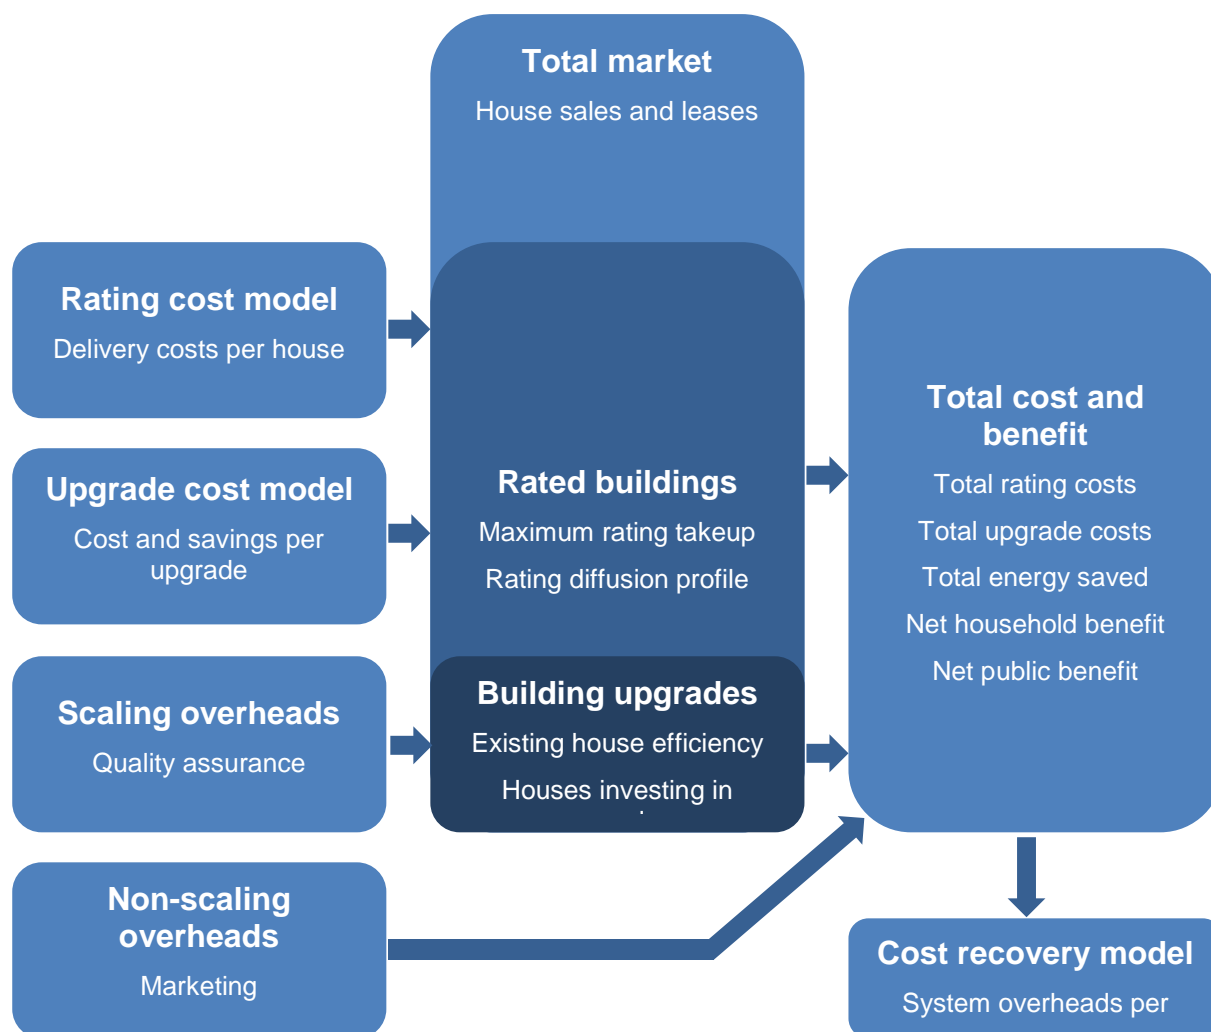 Total market
House sales and leases
Rating cost model
Delivery costs per house
Upgrade cost model
Cost and savings per
upgrade
Scaling overheads
Quality assurance
Non-scaling
overheads
Marketing
Rated buildings
Maximum rating takeup
Rating diffusion profile
Building upgrades
Existing house efficiency
Houses investing in
Total cost and
benefit
Total rating costs
Total upgrade costs
Total energy saved
Net household benefit
Net public benefit
Cost recovery model
System overheads per